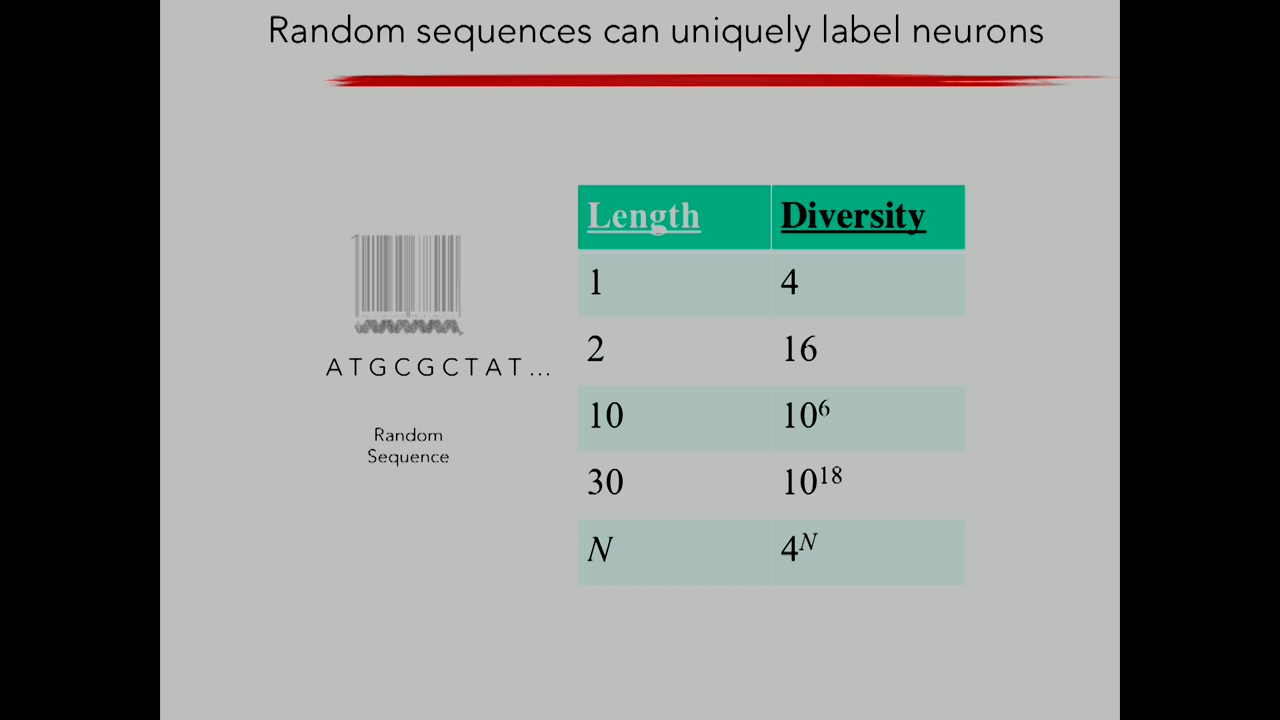 Random sequences can uniquely label neurons
Length Diversity
1 4
2 16
10 10⁶
30 10¹⁸
N 4ᴺ
ATGCGCTAT...
Random
Sequence